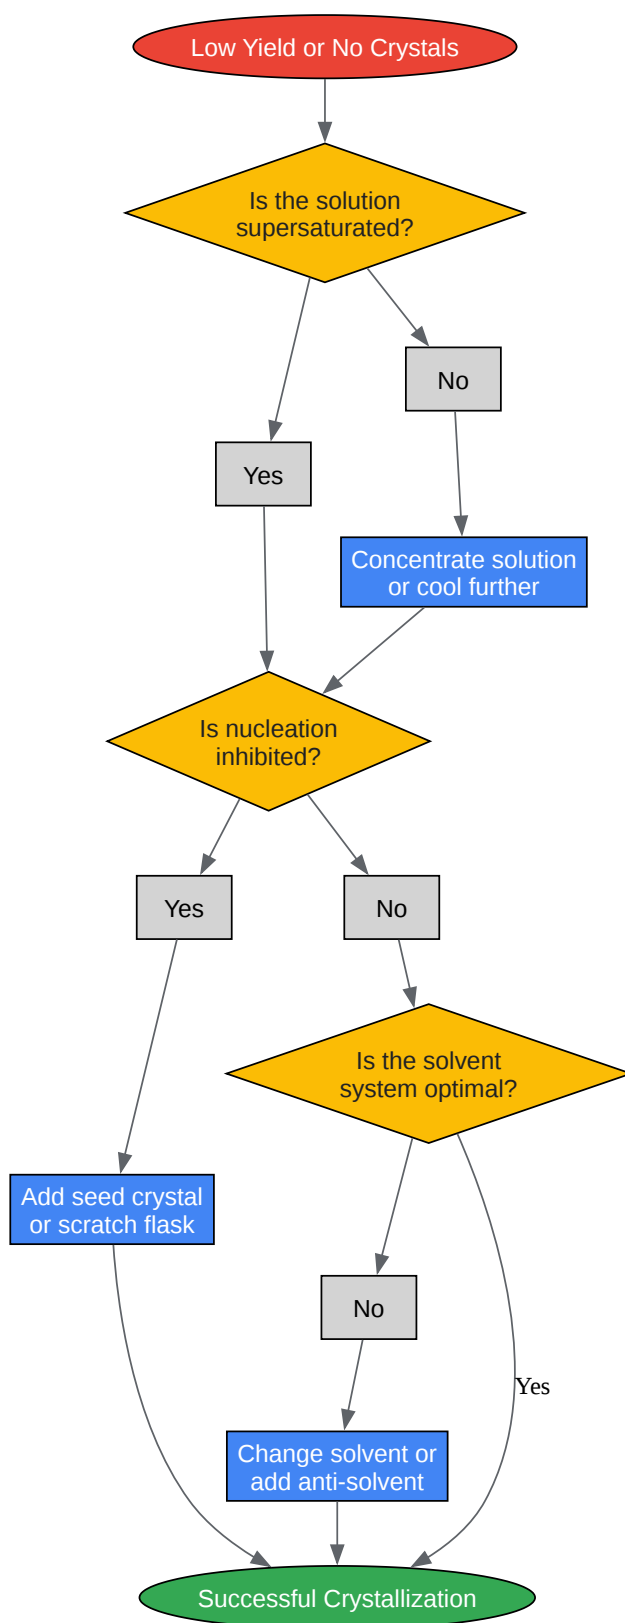 Low Yield or No Crystals
Is the solution
supersaturated?
No
Yes
Concentrate solution
or cool further
Is nucleation
inhibited?
Yes
No
Is the solvent
system optimal?
Add seed crystal
or scratch flask
No
Yes
Change solvent or
add anti-solvent
Successful Crystallization